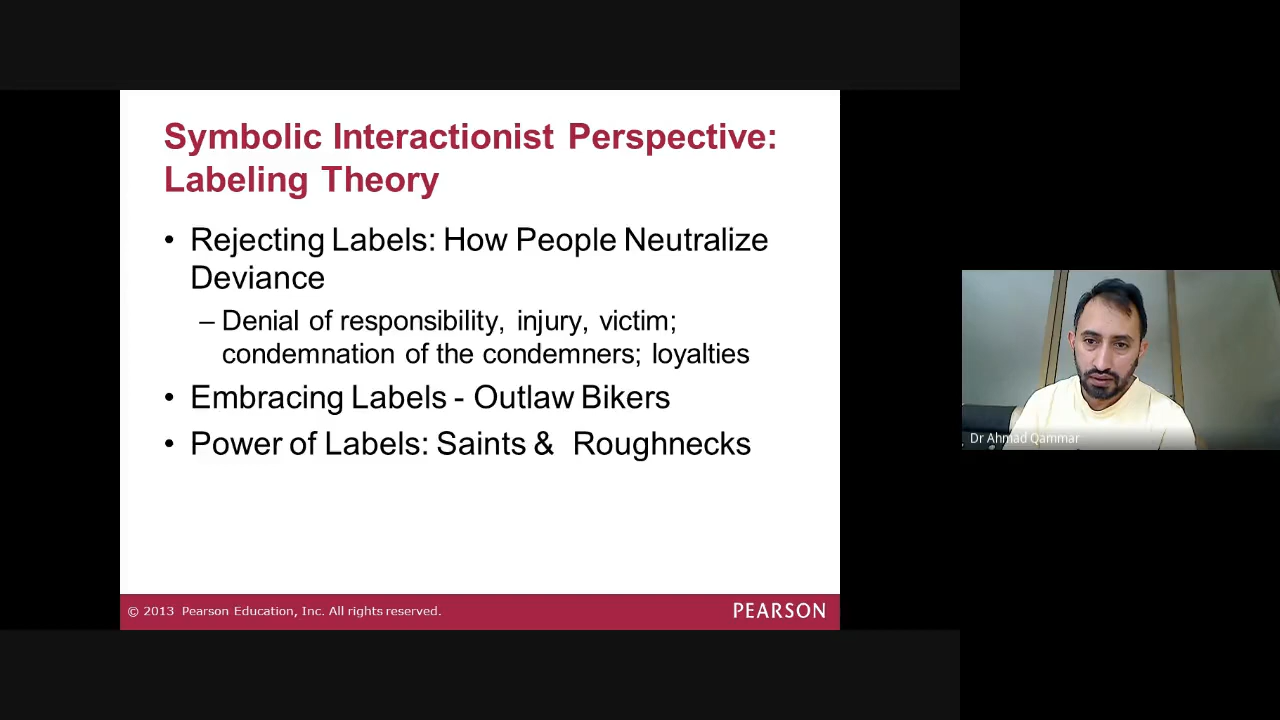 Symbolic Interactionist Perspective:
Labeling Theory
• Rejecting Labels: How People Neutralize
Deviance
– Denial of responsibility, injury, victim;
condemnation of the condemners; loyalties
• Embracing Labels - Outlaw Bikers
• Power of Labels: Saints & Roughnecks
© 2013 Pearson Education, Inc. All rights reserved.
PEARSON
Dr Ahmad Qammar